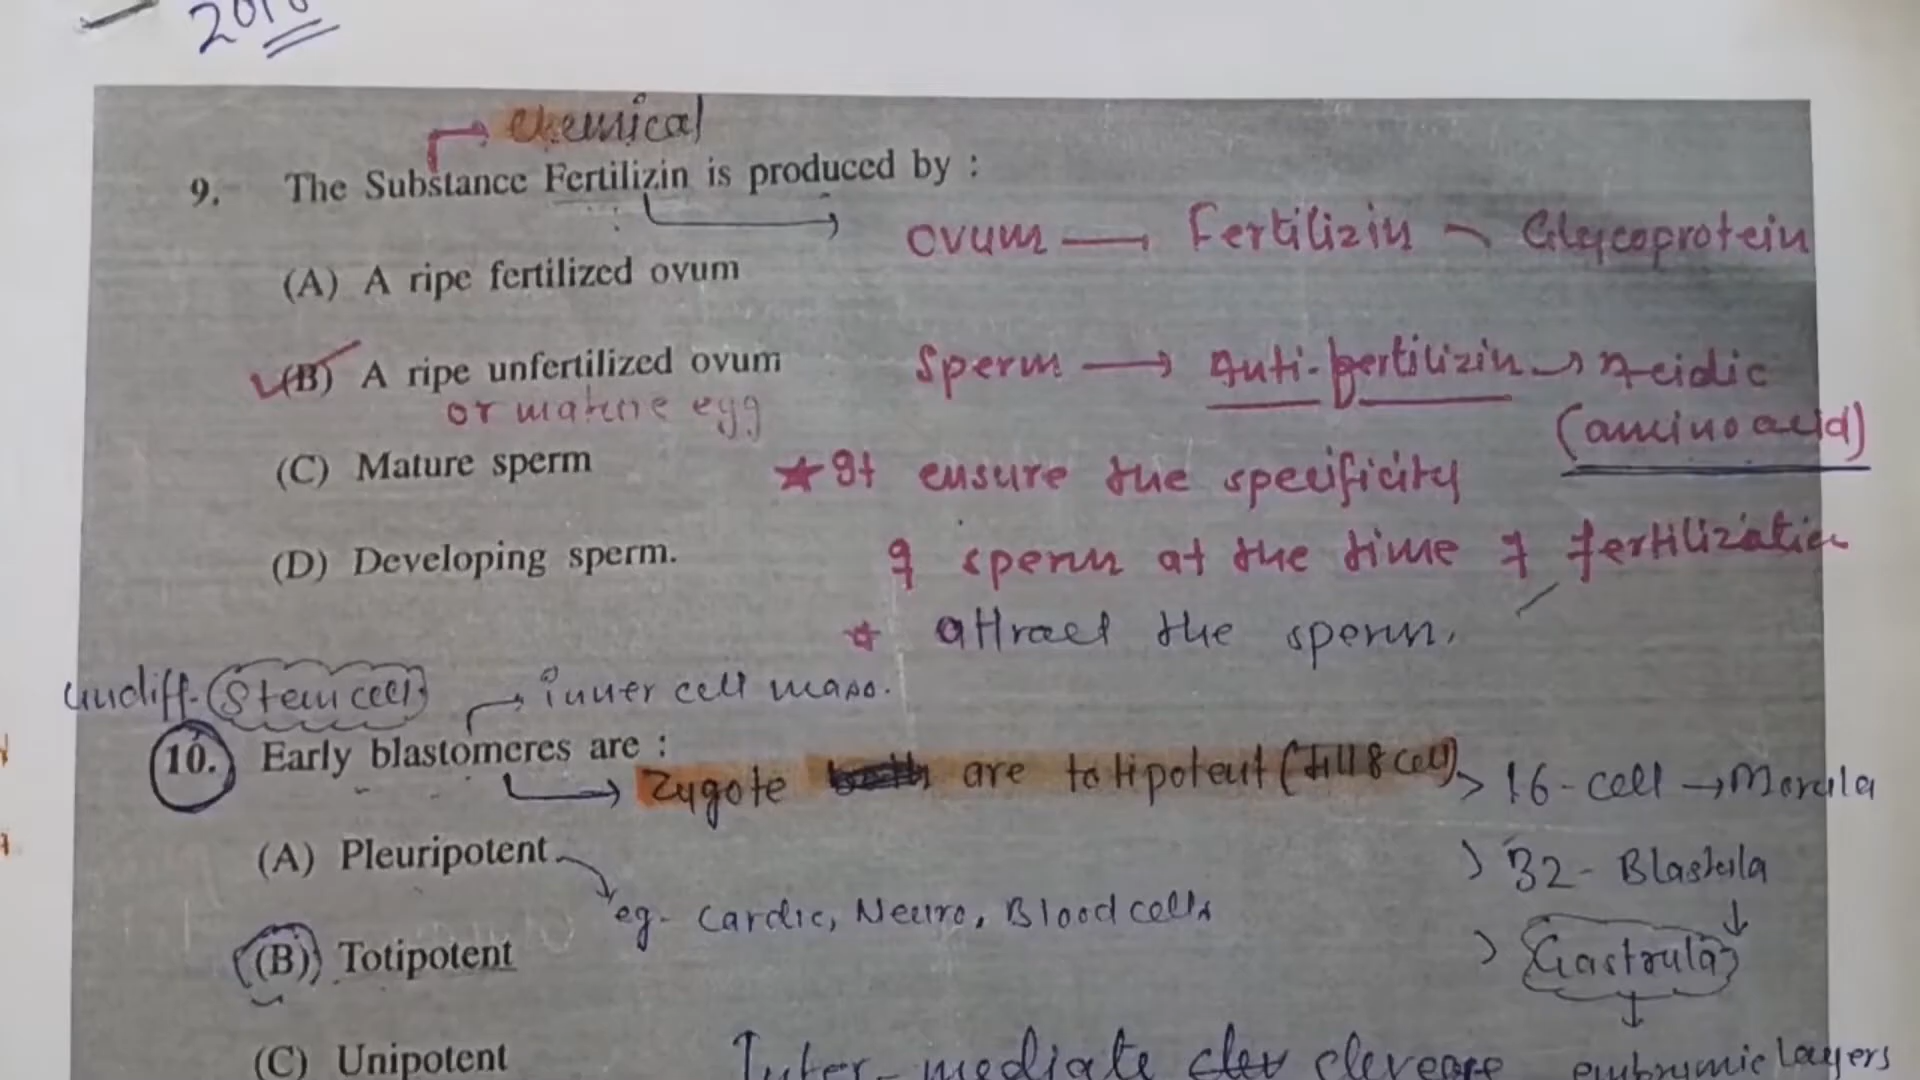 2018
chemical
9. The Substance Fertilizin is produced by :
ovum — Fertilizin – Glycoprotein
(A) A ripe fertilized ovum
(B) A ripe unfertilized ovum
or mature egg
Sperm → Anti-fertilizin → Acidic
(amino acid)
(C) Mature sperm
★ It ensure the specificity
of sperm at the time of fertilization
(D) Developing sperm.
☆ attract the sperm.
undiff. Stem cell
→ inner cell mass.
10. Early blastomeres are :
→ Zygote are totipotent (till 8 cell)
> 16-cell → Morula
(A) Pleuripotent
> 32 - Blastula
eg- Cardic, Neuro, Blood cells
(B) Totipotent
> Gastrula
(C) Unipotent
Inter-mediate cleveage
embrymic layers